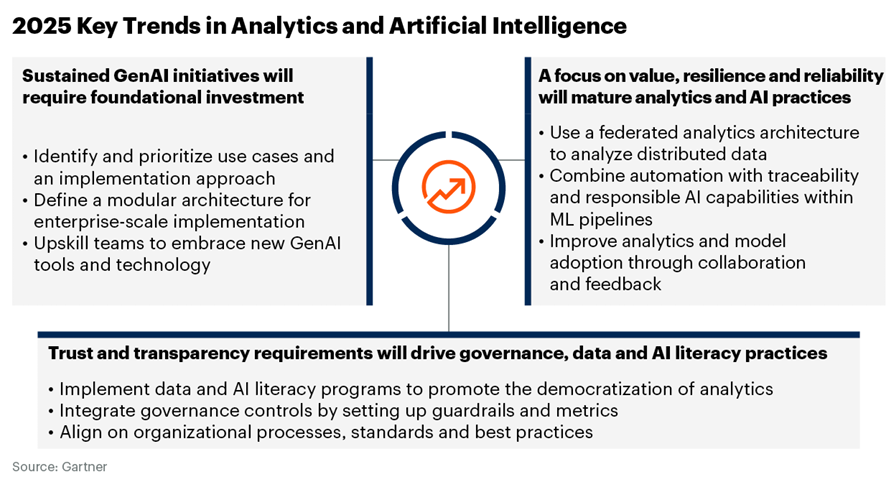 2025 Key Trends in Analytics and Artificial Intelligence
Sustained GenAI initiatives will
require foundational investment
• Identify and prioritize use cases and
an implementation approach
• Define a modular architecture for
enterprise-scale implementation
• Upskill teams to embrace new GenAI
tools and technology
A focus on value, resilience and reliability
will mature analytics and AI practices
• Use a federated analytics architecture
to analyze distributed data
• Combine automation with traceability
and responsible AI capabilities within
ML pipelines
• Improve analytics and model
adoption through collaboration
and feedback
Trust and transparency requirements will drive governance, data and AI literacy practices
• Implement data and AI literacy programs to promote the democratization of analytics
• Integrate governance controls by setting up guardrails and metrics
• Align on organizational processes, standards and best practices
Source: Gartner